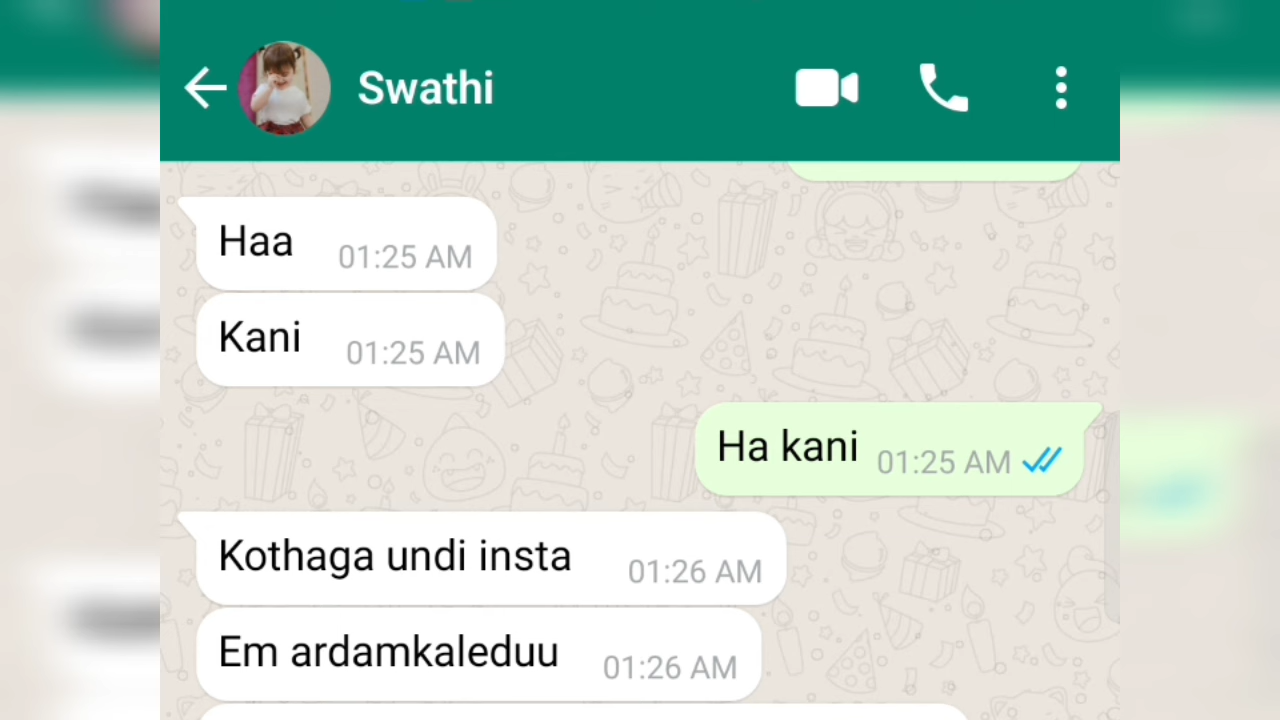 Swathi
Haa 01:25 AM
Kani 01:25 AM
Ha kani 01:25 AM
Kothaga undi insta 01:26 AM
Em ardamkaleduu 01:26 AM